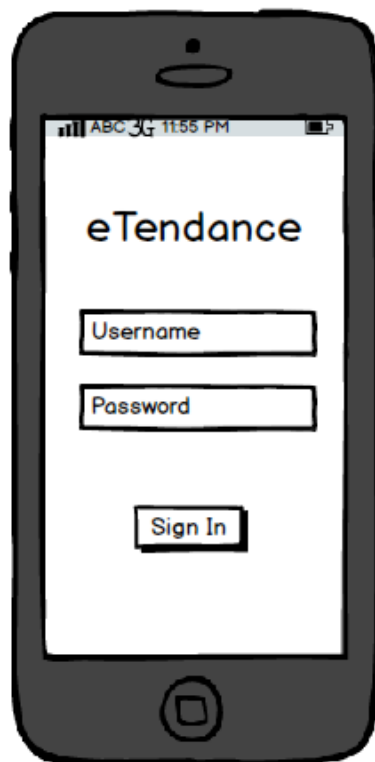 ABC 3G 11:55 PM
eTendance
Username
Password
Sign In